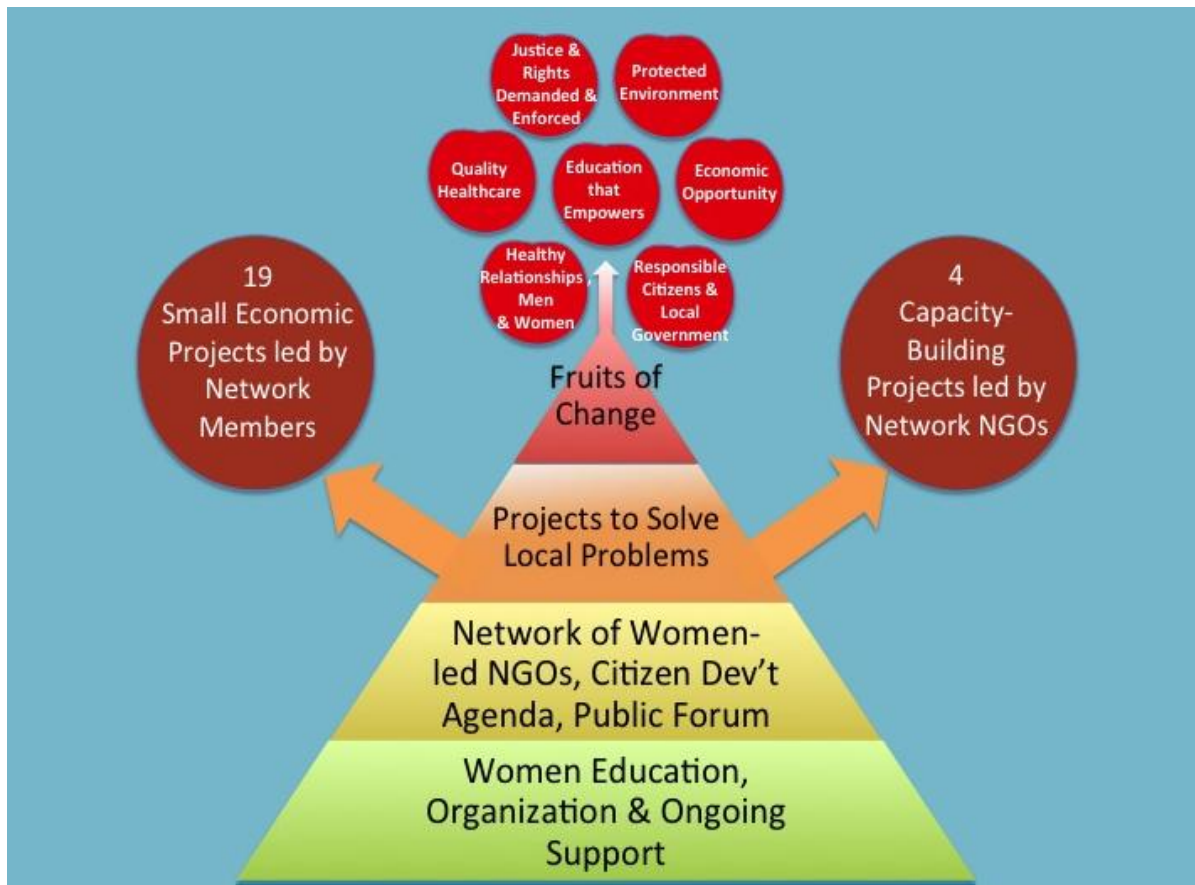 Justice &
Rights
Demanded &
Enforced
Protected
Environment
Quality
Healthcare
Education
that
Empowers
Economic
Opportunity
Healthy
Relationships,
Men
& Women
Responsible
Citizens &
Local
Government
19
Small Economic
Projects led by
Network
Members
4
Capacity-
Building
Projects led by
Network NGOs
Fruits of
Change
Projects to Solve
Local Problems
Network of Women-
led NGOs, Citizen Dev’t
Agenda, Public Forum
Women Education,
Organization & Ongoing
Support